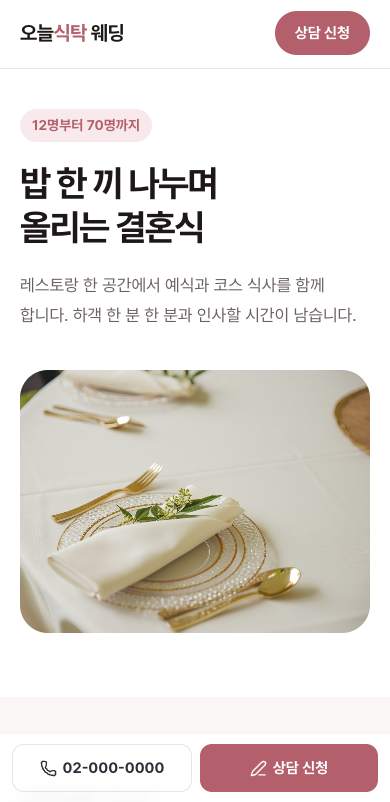 오늘식탁 웨딩
상담 신청
12명부터 70명까지
밥 한 끼 나누며
올리는 결혼식
레스토랑 한 공간에서 예식과 코스 식사를 함께
합니다. 하객 한 분 한 분과 인사할 시간이 남습니다.
02-000-0000
상담 신청